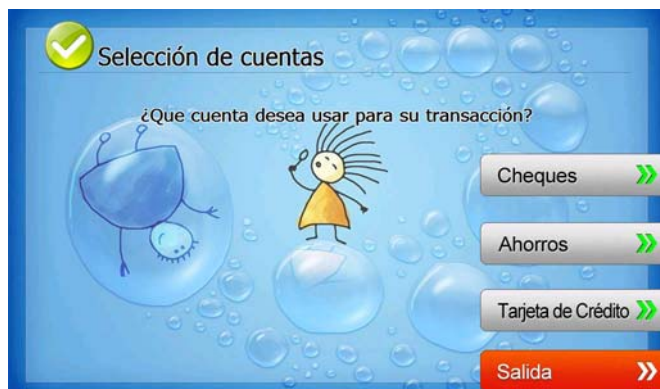 Selección de cuentas
¿Que cuenta desea usar para su transacción?
Cheques
Ahorros
Tarjeta de Crédito
Salida